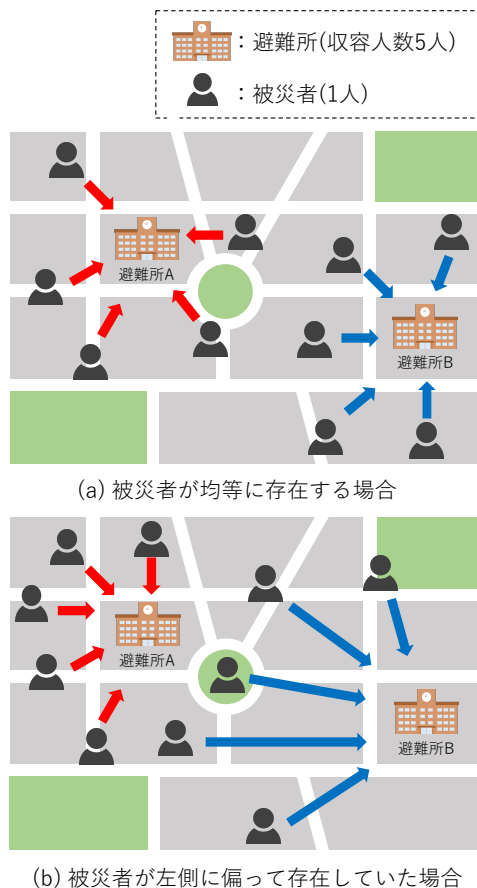 ：避難所(収容人数5人)
：被災者(1人)
避難所A
避難所B
(a) 被災者が均等に存在する場合
避難所A
避難所B
(b) 被災者が左側に偏って存在していた場合